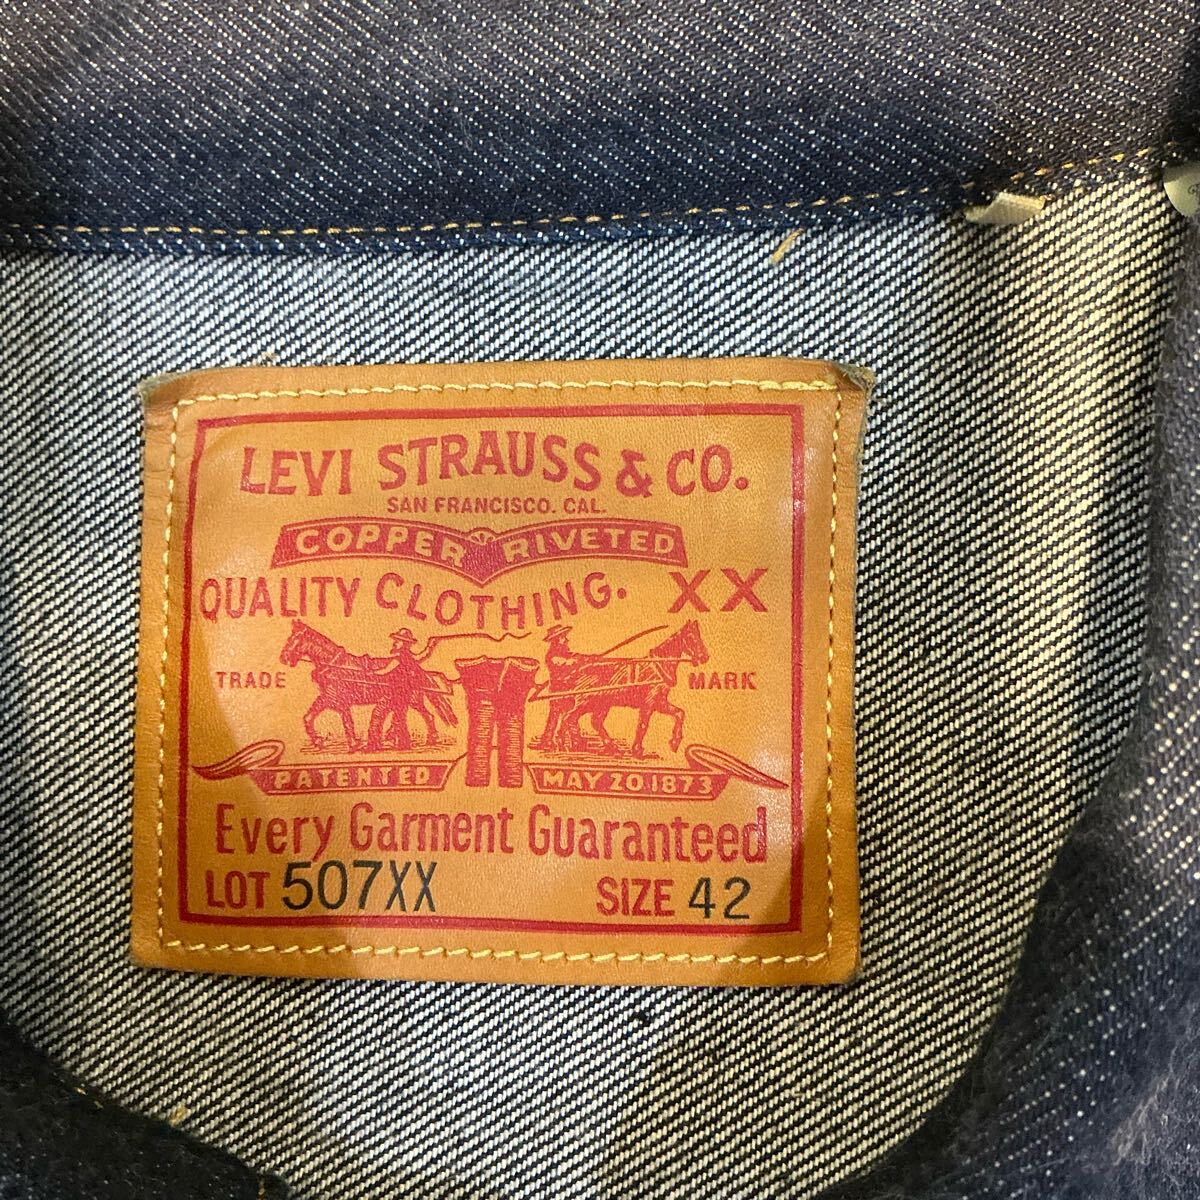 LEVI STRAUSS & CO.
SAN FRANCISCO. CAL.
COPPER RIVETED
QUALITY CLOTHING. XX
TRADE MARK
PATENTED MAY 20 1873
Every Garment Guaranteed
LOT 507XX SIZE 42